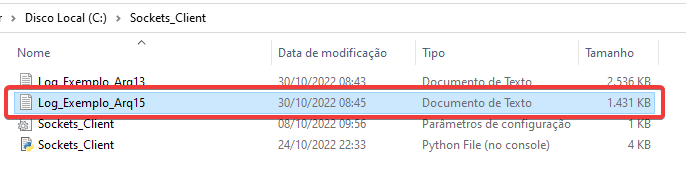 Disco Local (C:) › Sockets_Client
Nome Data de modificação Tipo Tamanho
Log_Exemplo_Arq13 30/10/2022 08:43 Documento de Texto 2.536 KB
Log_Exemplo_Arq15 30/10/2022 08:45 Documento de Texto 1.431 KB
Sockets_Client 08/10/2022 09:56 Parâmetros de configuração 1 KB
Sockets_Client 24/10/2022 22:33 Python File (no console) 4 KB